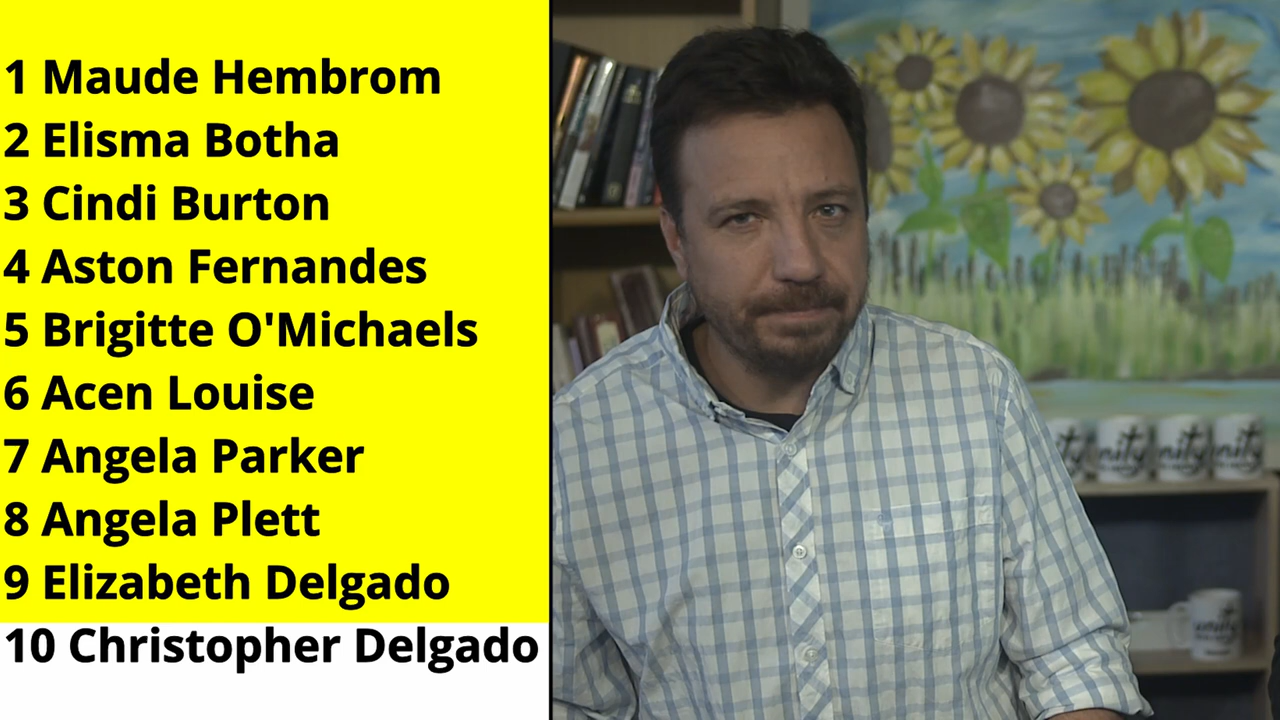 1 Maude Hembrom
2 Elisma Botha
3 Cindi Burton
4 Aston Fernandes
5 Brigitte O'Michaels
6 Acen Louise
7 Angela Parker
8 Angela Plett
9 Elizabeth Delgado
10 Christopher Delgado
unity